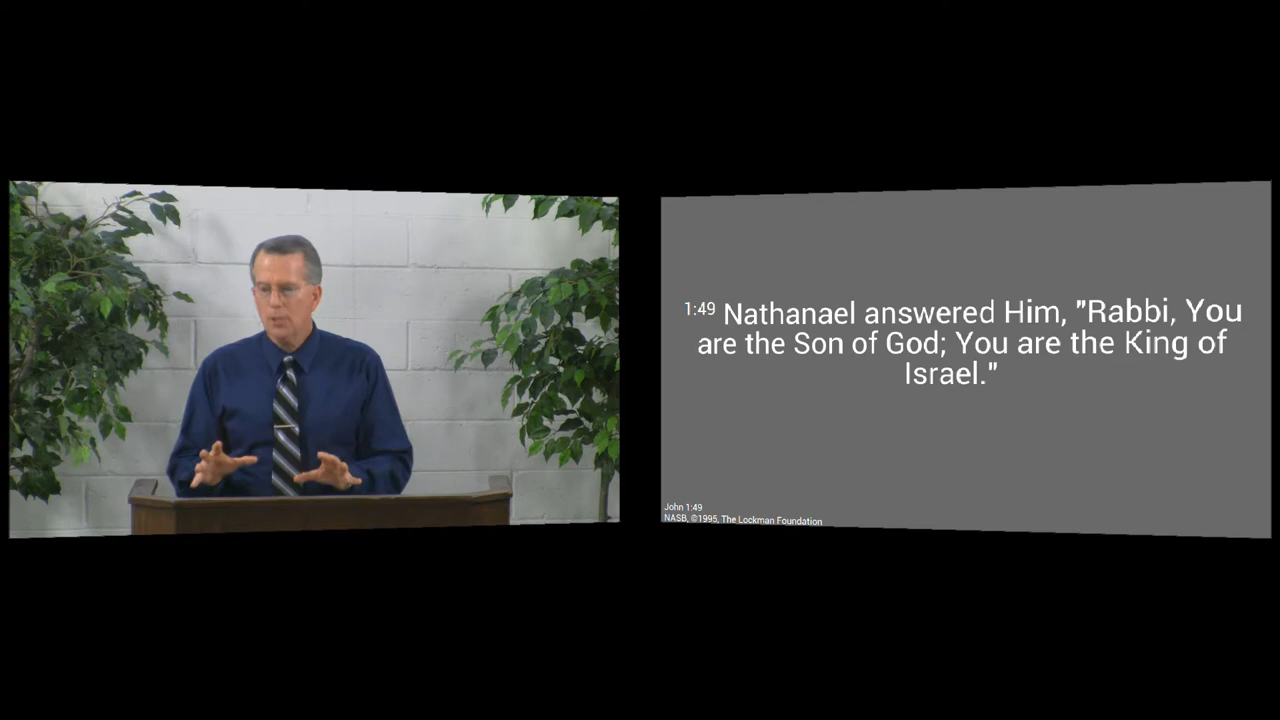 1:49 Nathanael answered Him, "Rabbi, You
are the Son of God; You are the King of
Israel."
John 1:49
NASB, ©1995, The Lockman Foundation